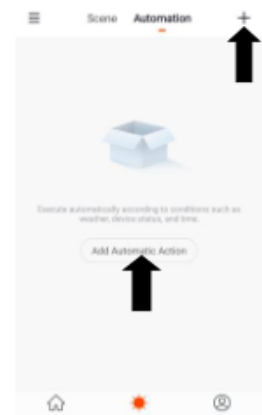 Scene Automation
Execute automatically according to conditions such as
weather, device status, and time.
Add Automatic Action